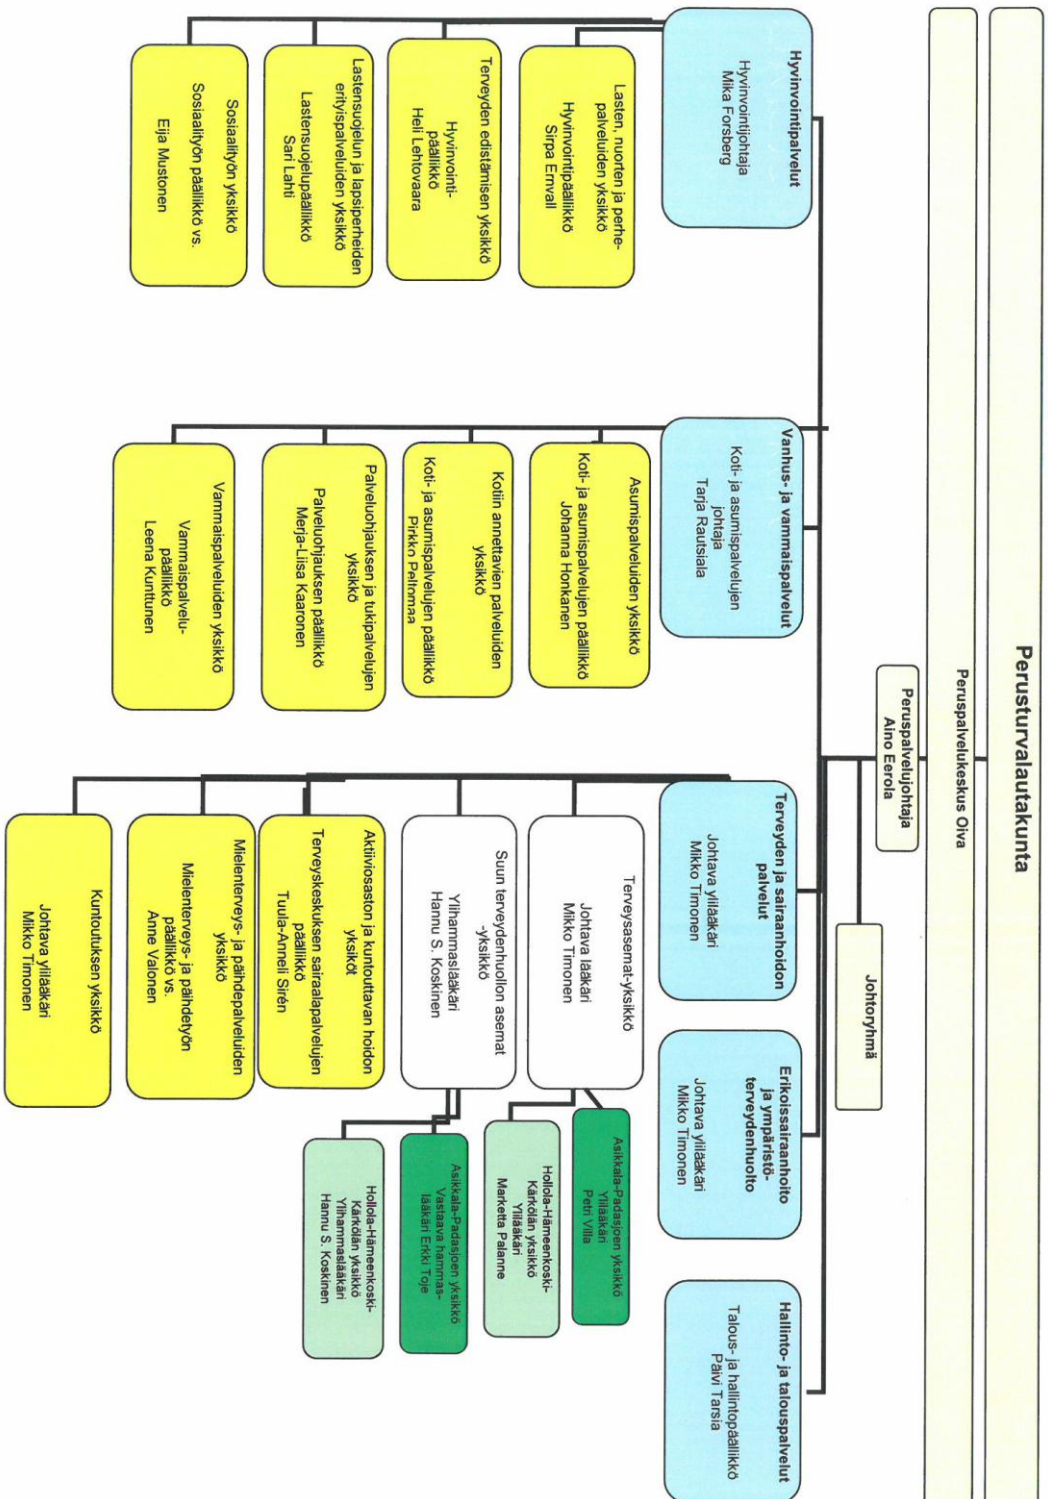 Perusturvalautakunta
Peruspalvelukeskus Oiva
Peruspalvelujohtaja
Aino Eerola
Johtoryhmä
Hyvinvointipalvelut
Hyvinvointijohtaja
Mika Forsberg
Lasten, nuorten ja perhe-
palveluiden yksikkö
Hyvinvointipäällikkö
Sirpa Ernvall
Terveyden edistämisen yksikkö
Hyvinvointi-
päällikkö
Heli Lehtovaara
Lastensuojelun ja lapsiperheiden
erityispalveluiden yksikkö
Lastensuojelupäällikkö
Sari Lahti
Sosiaalityön yksikkö
Sosiaalityön päällikkö vs.
Eija Mustonen
Vanhus- ja vammaispalvelut
Koti- ja asumispalvelujen
johtaja
Tarja Rautsiala
Asumispalveluiden yksikkö
Koti- ja asumispalvelujen päällikkö
Johanna Honkanen
Kotiin annettavien palveluiden
yksikkö
Koti- ja asumispalvelujen päällikkö
Pirkko Peltomaa
Palveluohjauksen ja tukipalvelujen
yksikkö
Palveluohjauksen päällikkö
Merja-Liisa Kaaronen
Vammaispalveluiden yksikkö
Vammaispalvelu-
päällikkö
Leena Kunttunen
Terveyden ja sairaanhoidon
palvelut
Johtava ylilääkäri
Mikko Timonen
Terveysasemat-yksikkö
Johtava lääkäri
Mikko Timonen
Asikkala-Padasjoen yksikkö
Ylilääkäri
Petri Villa
Hollola-Hämeenkoski-
Kärkölän yksikkö
Ylilääkäri
Marketta Palanne
Suun terveydenhuollon asemat
-yksikkö
Ylihammaslääkäri
Hannu S. Koskinen
Asikkala-Padasjoen yksikkö
Vastaava hammas-
lääkäri Erkki Toje
Hollola-Hämeenkoski-
Kärkölän yksikkö
Ylihammaslääkäri
Hannu S. Koskinen
Aktiiviosaston ja kuntouttavan hoidon
yksiköt
Terveyskeskuksen sairaalapalvelujen
päällikkö
Tuula-Anneli Sirén
Mielenterveys- ja päihdepalveluiden
yksikkö
Mielenterveys- ja päihdetyön
päällikkö vs.
Anne Valonen
Kuntoutuksen yksikkö
Johtava ylilääkäri
Mikko Timonen
Erikoissairaanhoito
ja ympäristö-
terveydenhuolto
Johtava ylilääkäri
Mikko Timonen
Hallinto- ja talouspalvelut
Talous- ja hallintopäällikkö
Päivi Tarsia